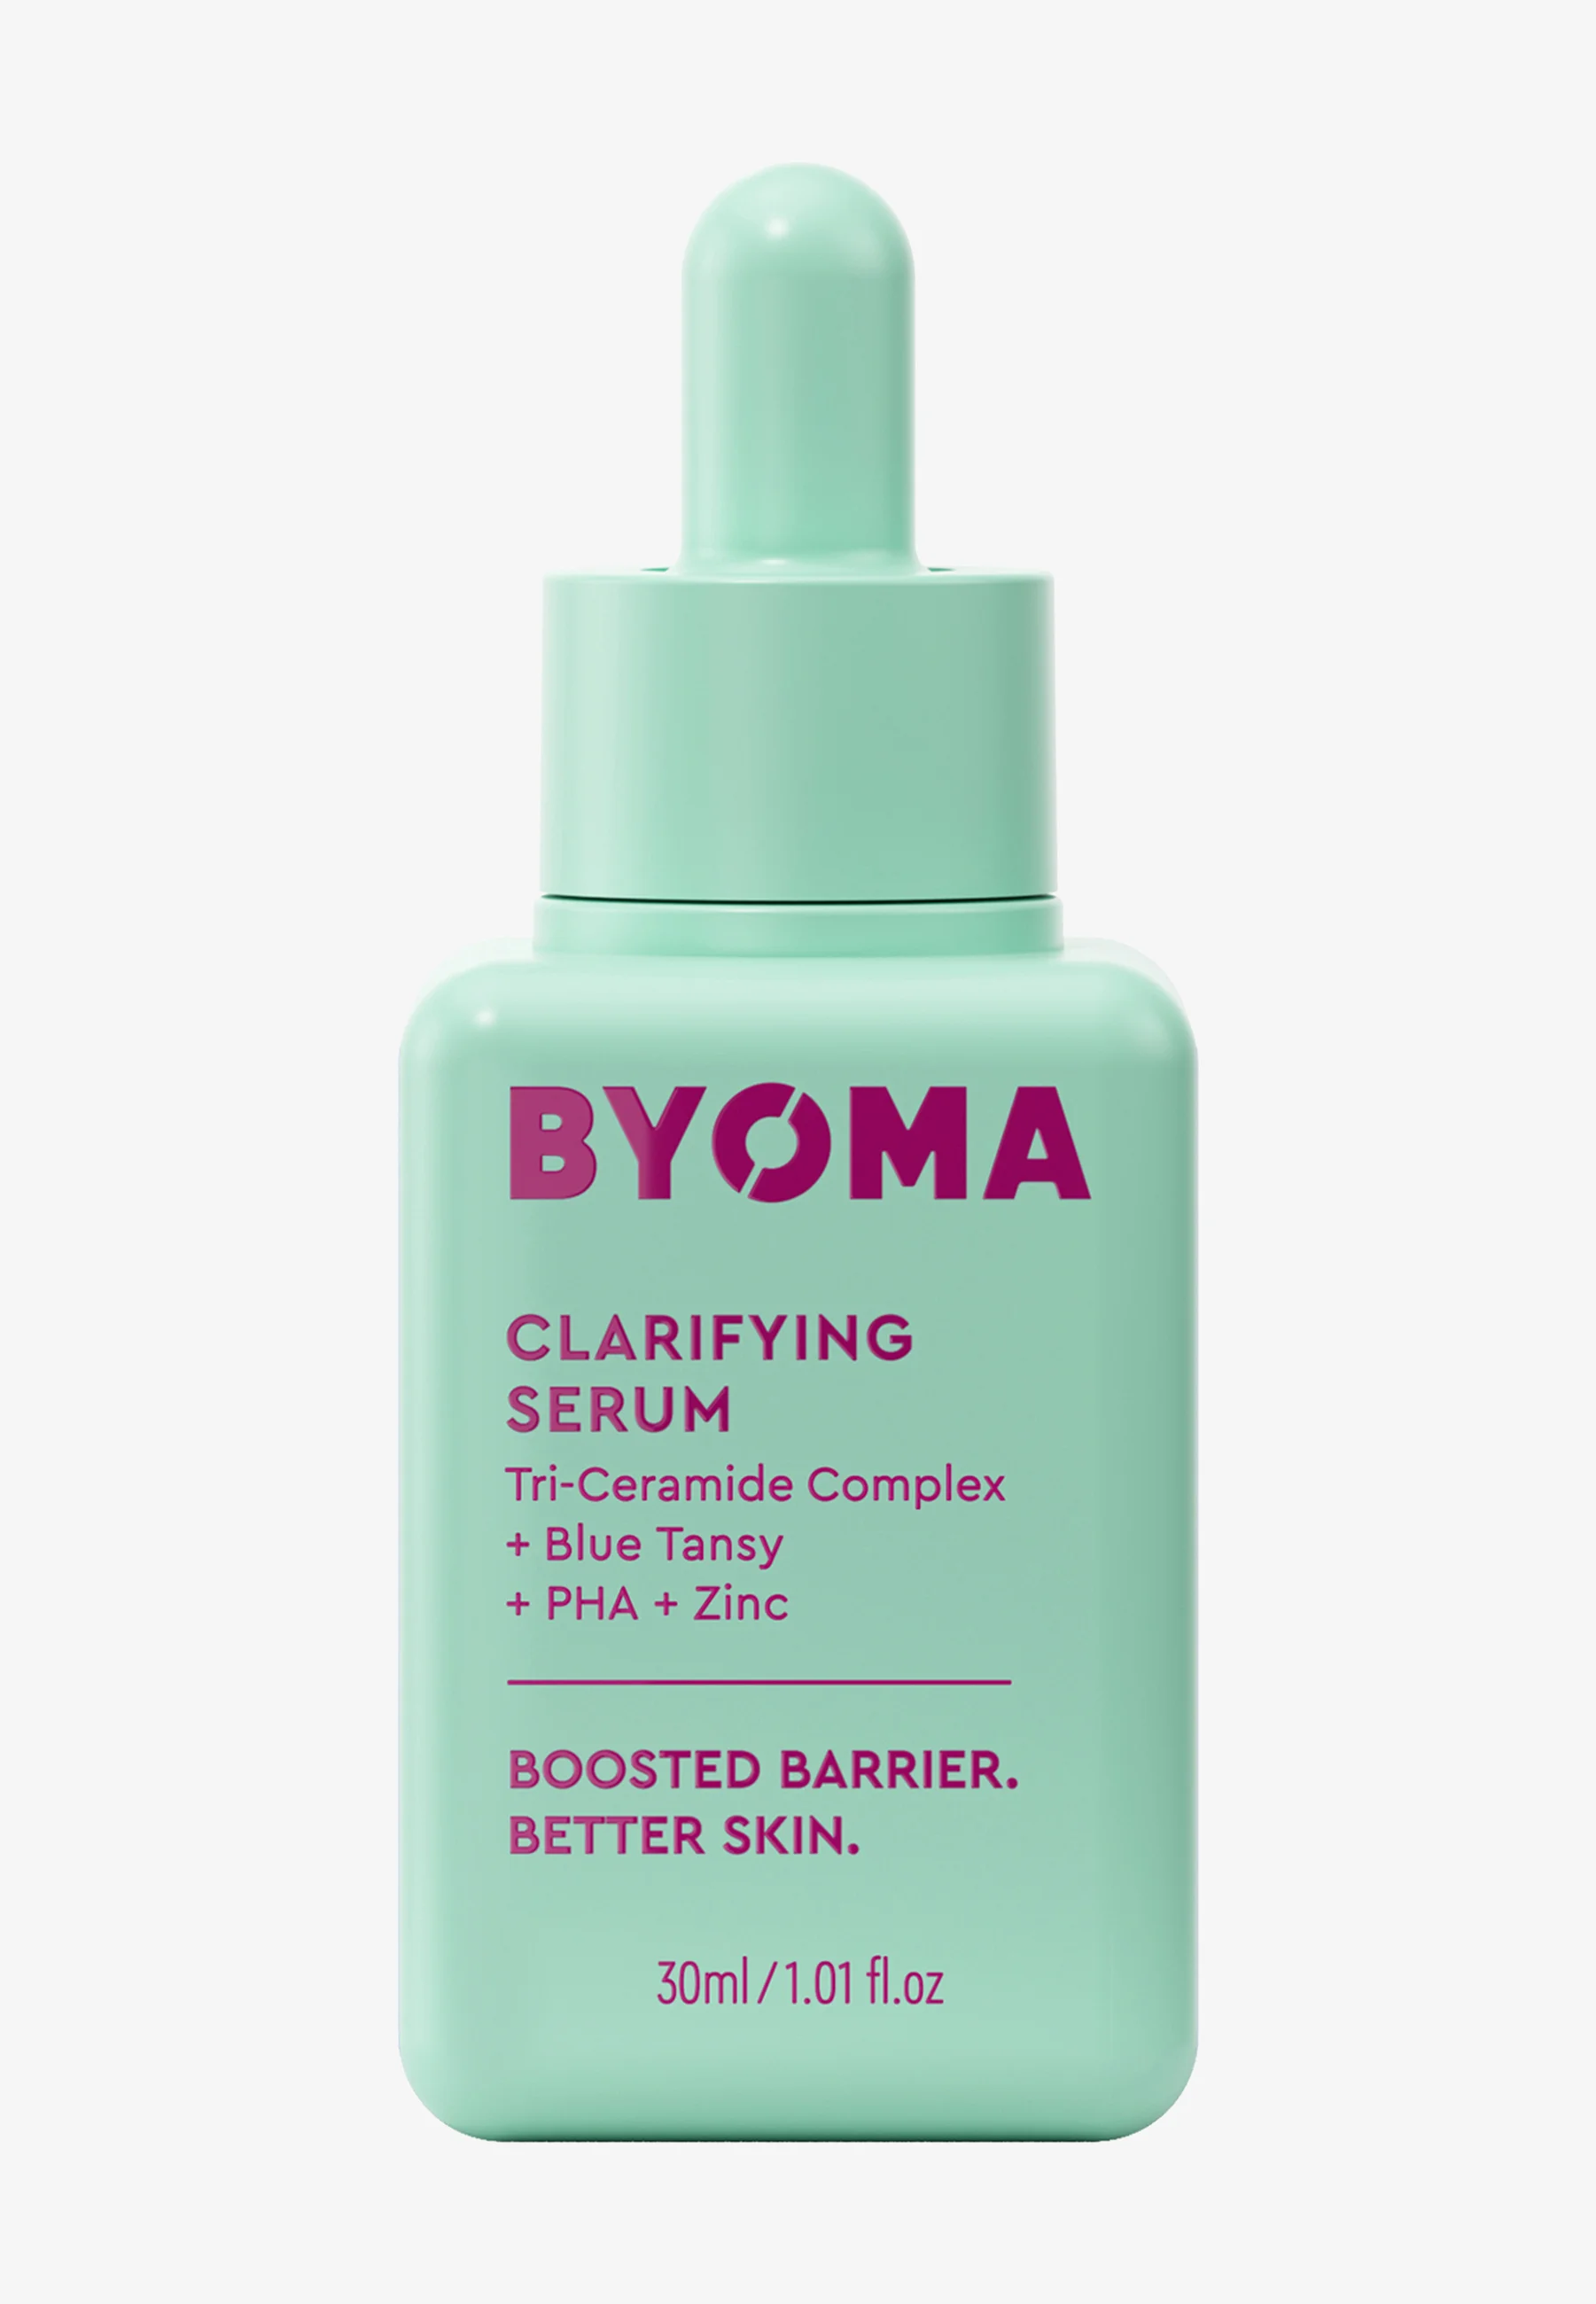 BYOMA
CLARIFYING
SERUM
Tri-Ceramide Complex
+ Blue Tansy
+ PHA + Zinc
BOOSTED BARRIER.
BETTER SKIN.
30ml/1.01 fl.oz